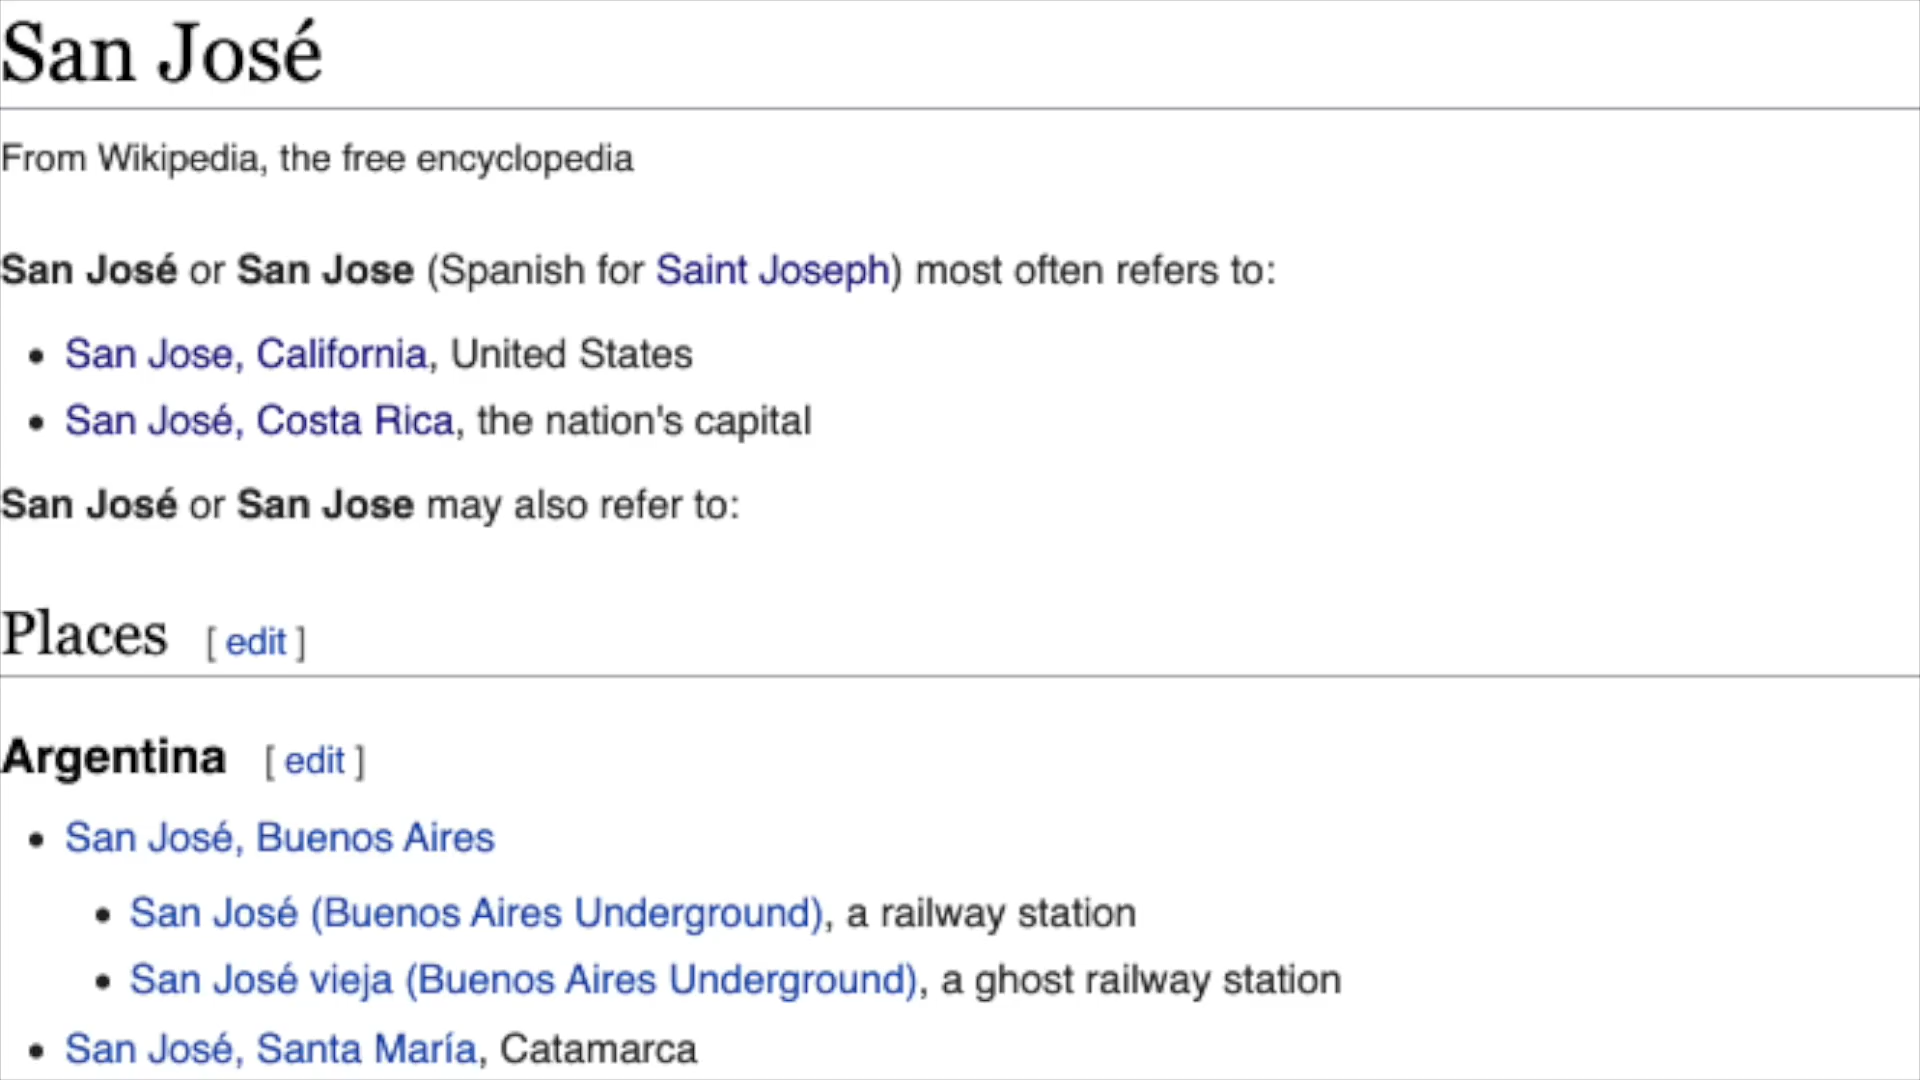 San José
From Wikipedia, the free encyclopedia
San José or San Jose (Spanish for Saint Joseph) most often refers to:
• San Jose, California, United States
• San José, Costa Rica, the nation's capital
San José or San Jose may also refer to:
Places [ edit ]
Argentina [ edit ]
• San José, Buenos Aires
• San José (Buenos Aires Underground), a railway station
• San José vieja (Buenos Aires Underground), a ghost railway station
• San José, Santa María, Catamarca